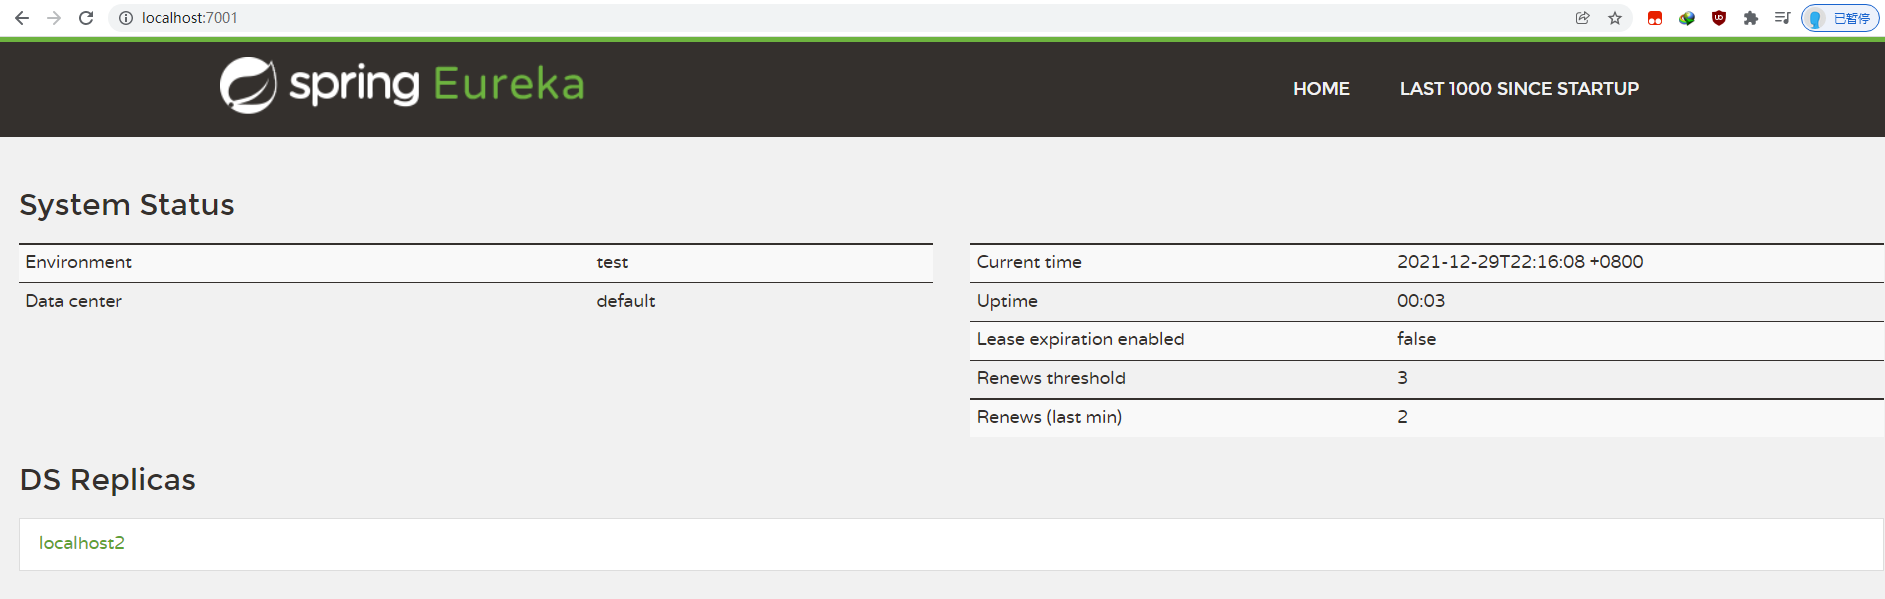 localhost:7001
已暂停
spring Eureka
HOME
LAST 1000 SINCE STARTUP
System Status
Environment test
Data center default
Current time 2021-12-29T22:16:08 +0800
Uptime 00:03
Lease expiration enabled false
Renews threshold 3
Renews (last min) 2
DS Replicas
localhost2